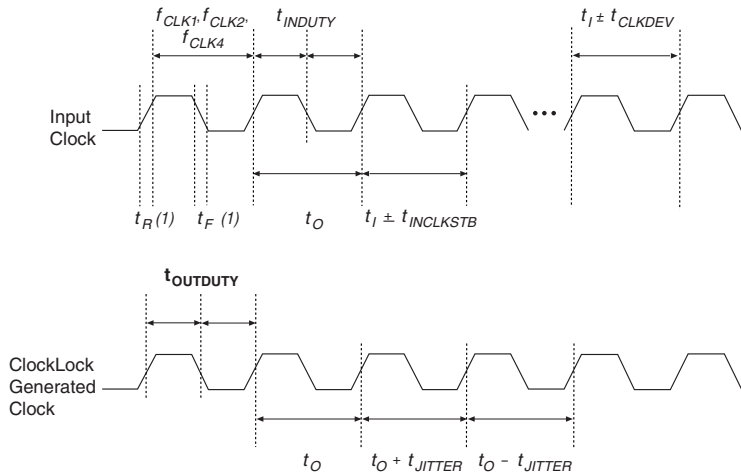 f_CLK1, f_CLK2,
f_CLK4
t_INDUTY
t_I ± t_CLKDEV
Input
Clock
t_R (1)
t_F (1)
t_O
t_I ± t_INCLKSTB
t_OUTDUTY
ClockLock
Generated
Clock
t_O
t_O + t_JITTER
t_O − t_JITTER